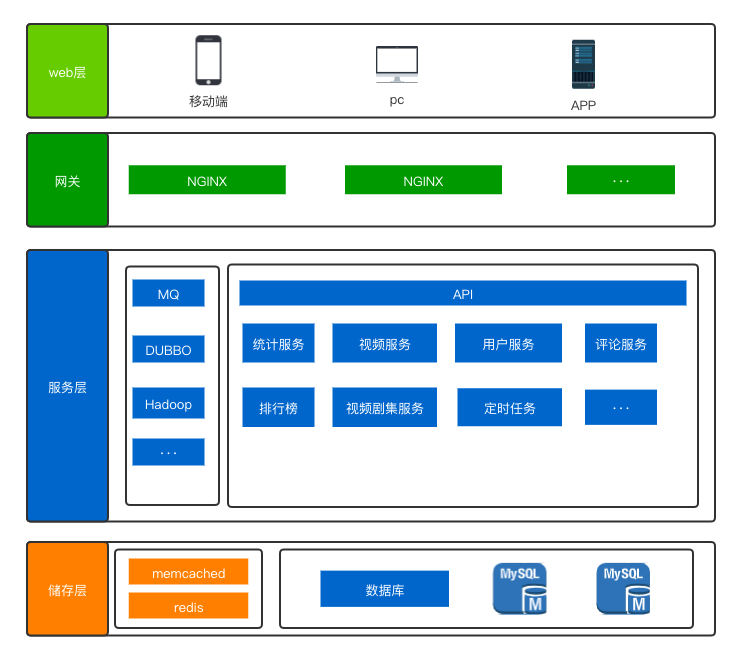 web层
移动端
pc
APP
网关
NGINX
NGINX
···
服务层
MQ
DUBBO
Hadoop
···
API
统计服务
视频服务
用户服务
评论服务
排行榜
视频剧集服务
定时任务
···
储存层
memcached
redis
数据库
MySQL
M
MySQL
M